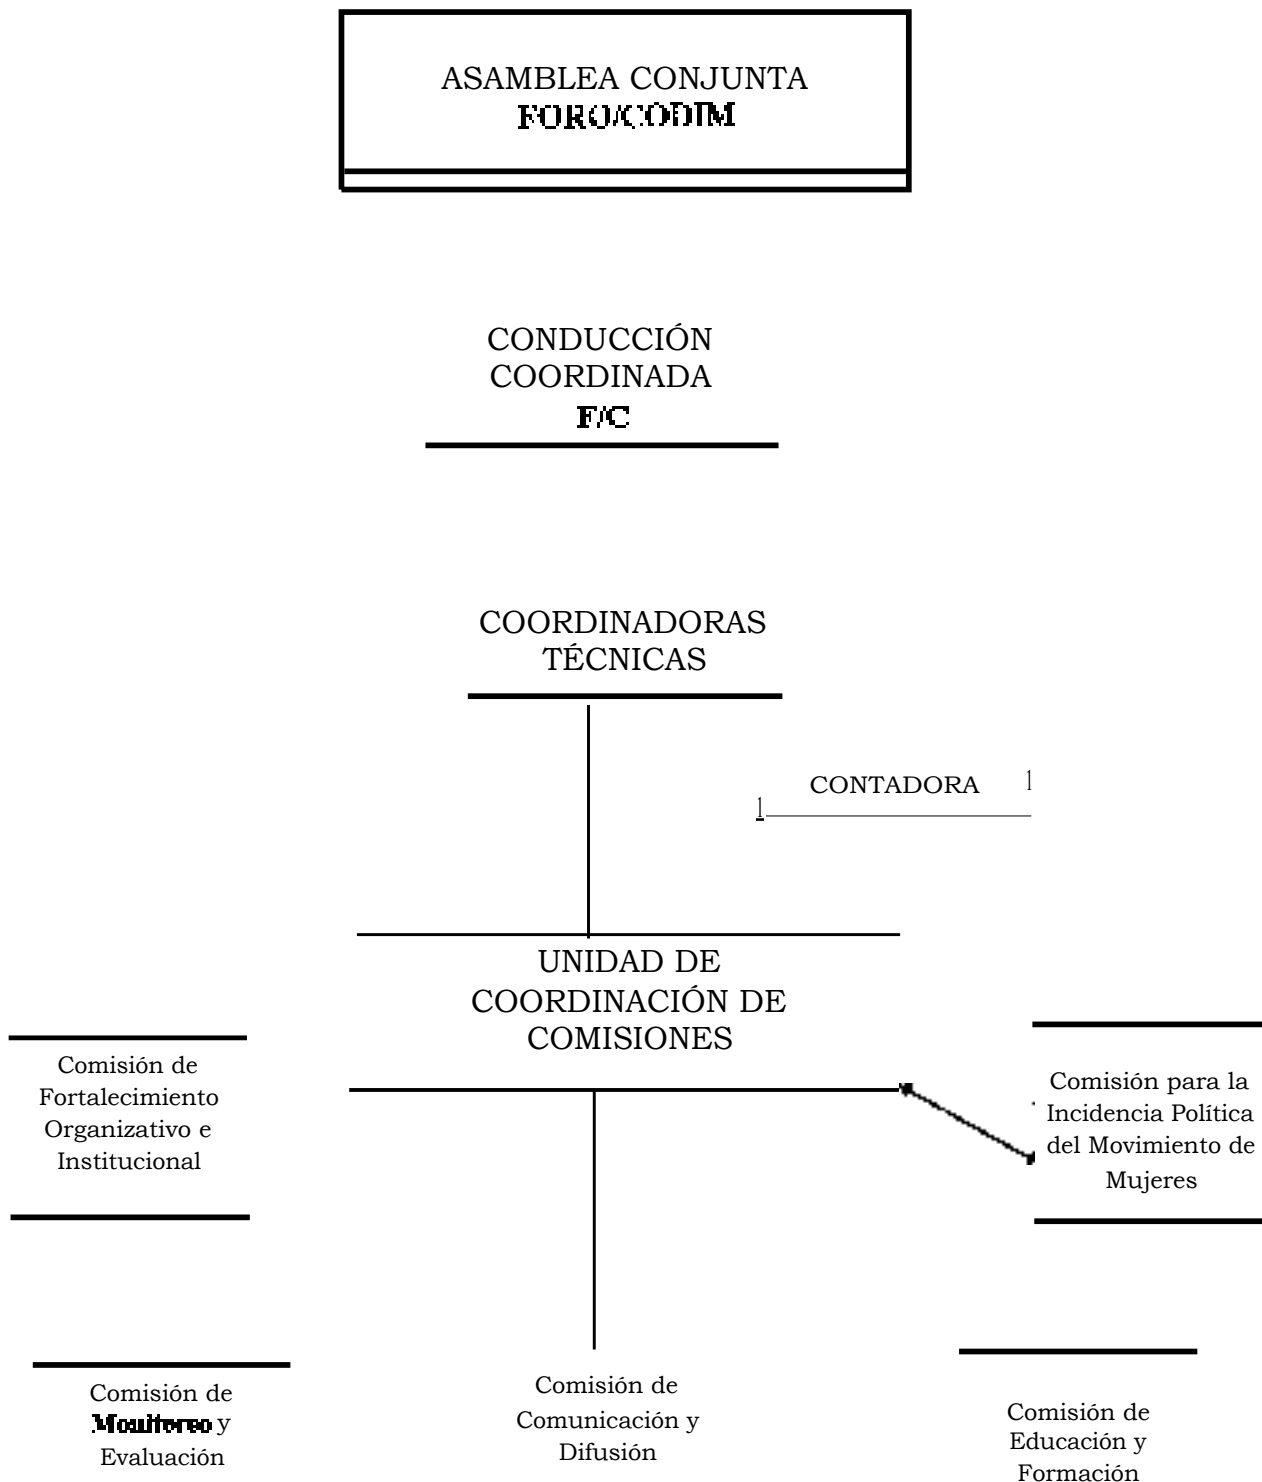 ASAMBLEA CONJUNTA
FORO/CODIM
CONDUCCIÓN
COORDINADA
F/C
COORDINADORAS
TÉCNICAS
CONTADORA
UNIDAD DE
COORDINACIÓN DE
COMISIONES
Comisión de
Fortalecimiento
Organizativo e
Institucional
Comisión para la
Incidencia Política
del Movimiento de
Mujeres
Comisión de
Monitoreo y
Evaluación
Comisión de
Comunicación y
Difusión
Comisión de
Educación y
Formación